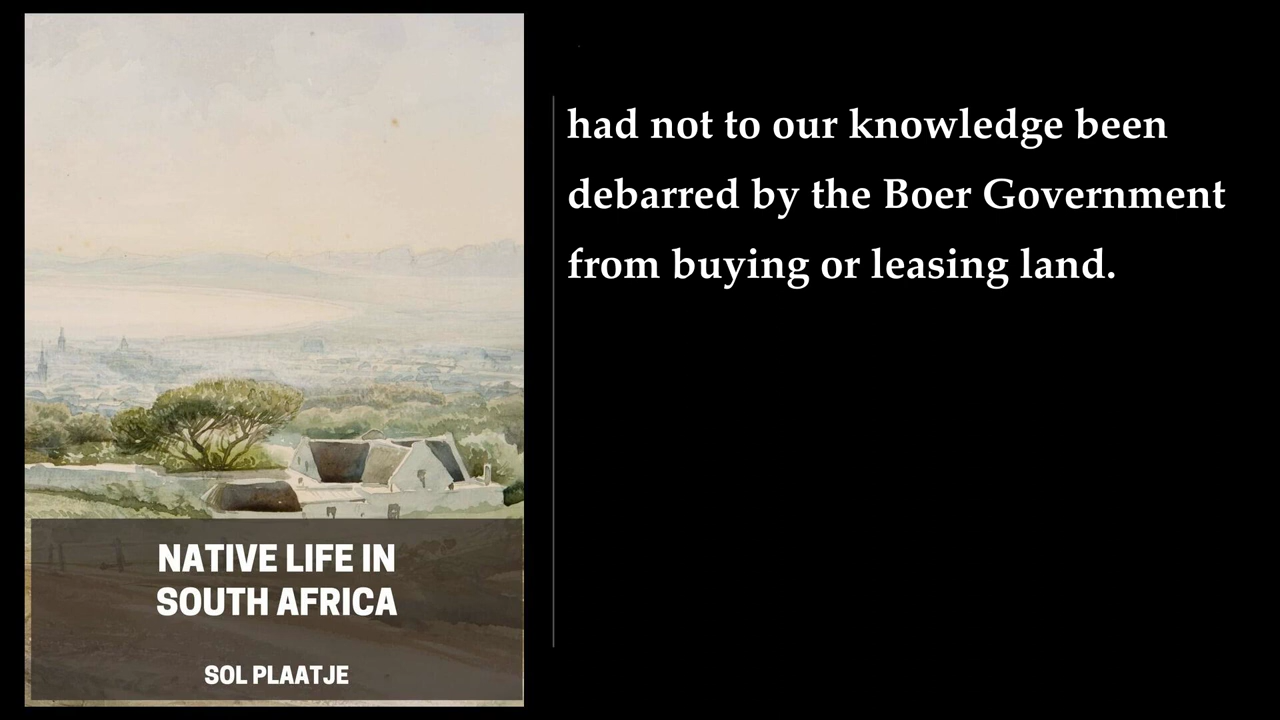 had not to our knowledge been
debarred by the Boer Government
from buying or leasing land.
NATIVE LIFE IN
SOUTH AFRICA
SOL PLAATJE